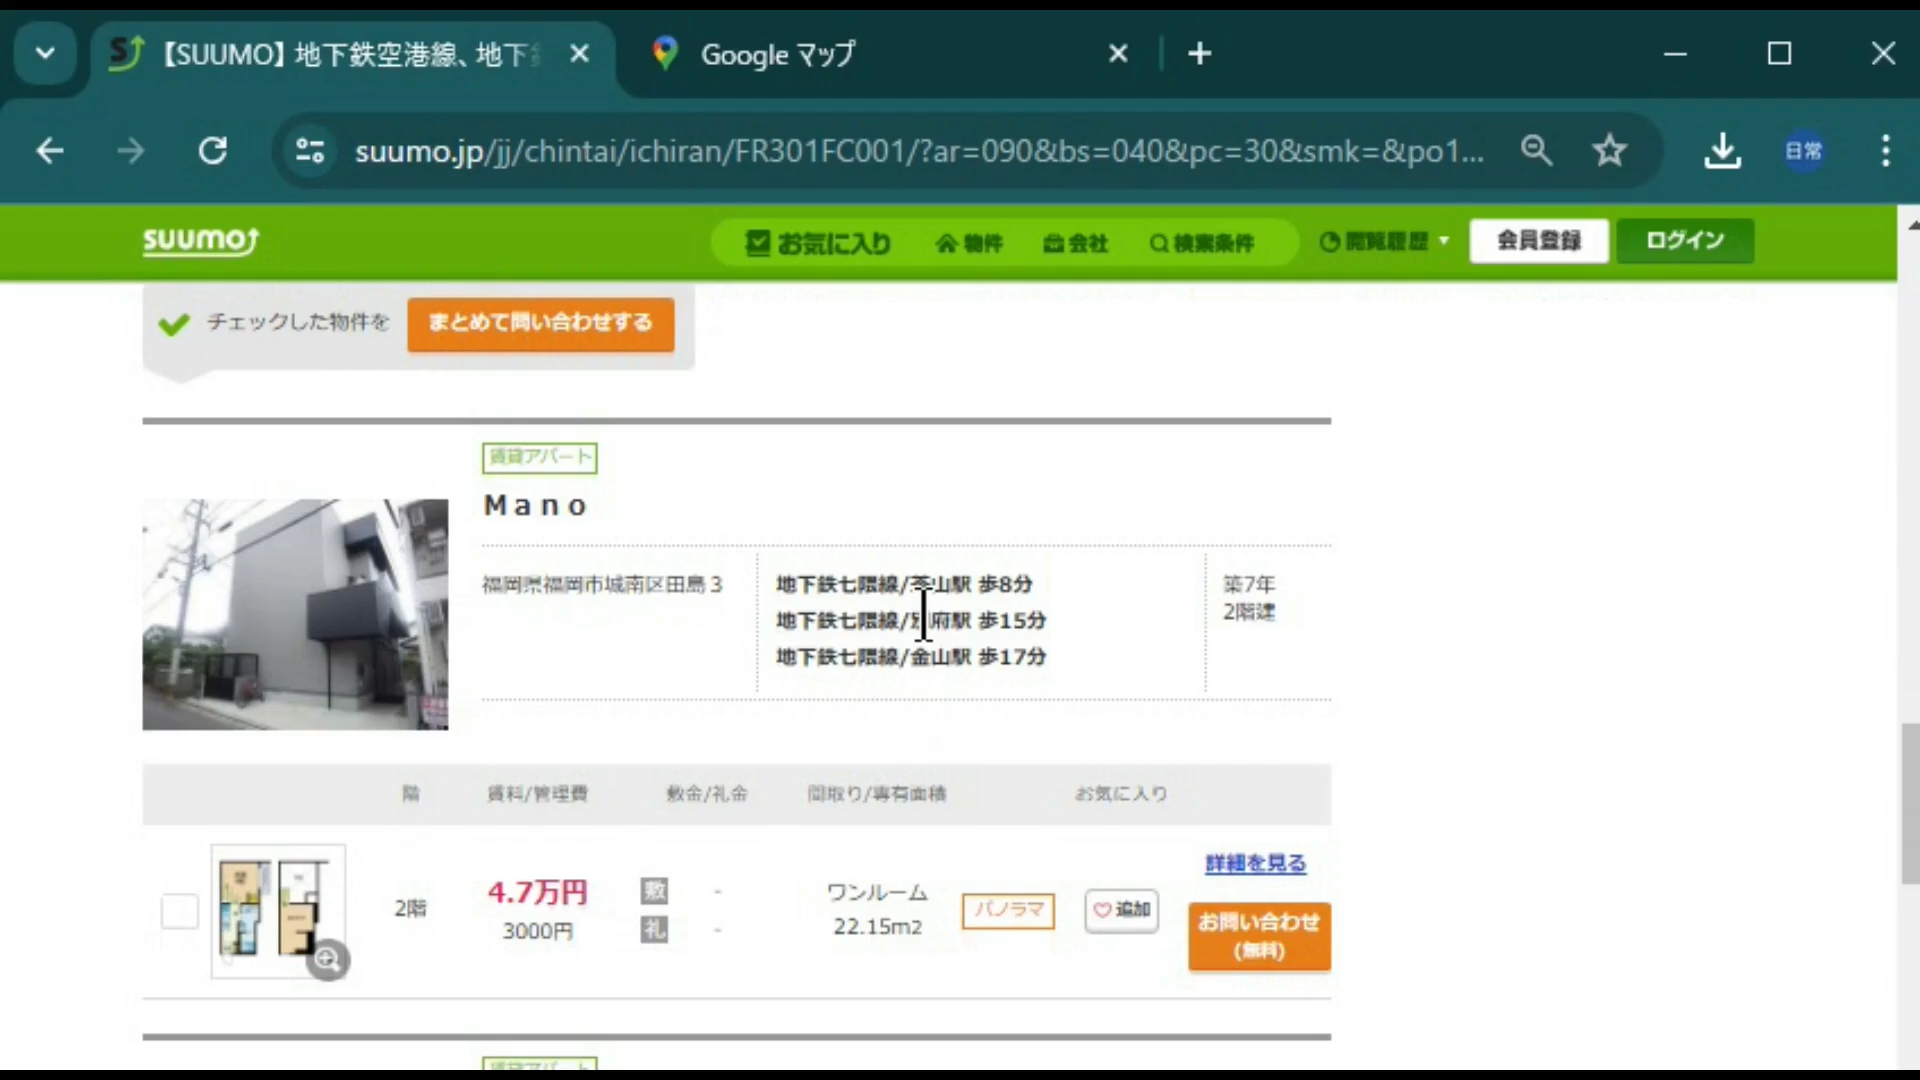 【SUUMO】地下鉄空港線、地下
Google マップ
suumo.jp/jj/chintai/ichiran/FR301FC001/?ar=090&bs=040&pc=30&smk=&po1...
日常
suumo
お気に入り 物件 会社 検索条件 閲覧履歴 会員登録 ログイン
チェックした物件を まとめて問い合わせする
賃貸アパート
Ｍａｎｏ
福岡県福岡市城南区田島３
地下鉄七隈線/茶山駅 歩8分
地下鉄七隈線/別府駅 歩15分
地下鉄七隈線/金山駅 歩17分
築7年
2階建
階 賃料/管理費 敷金/礼金 間取り/専有面積 お気に入り
2階
4.7万円
3000円
敷 -
礼 -
ワンルーム
22.15m2
パノラマ
追加
詳細を見る
お問い合わせ
(無料)
賃貸アパート